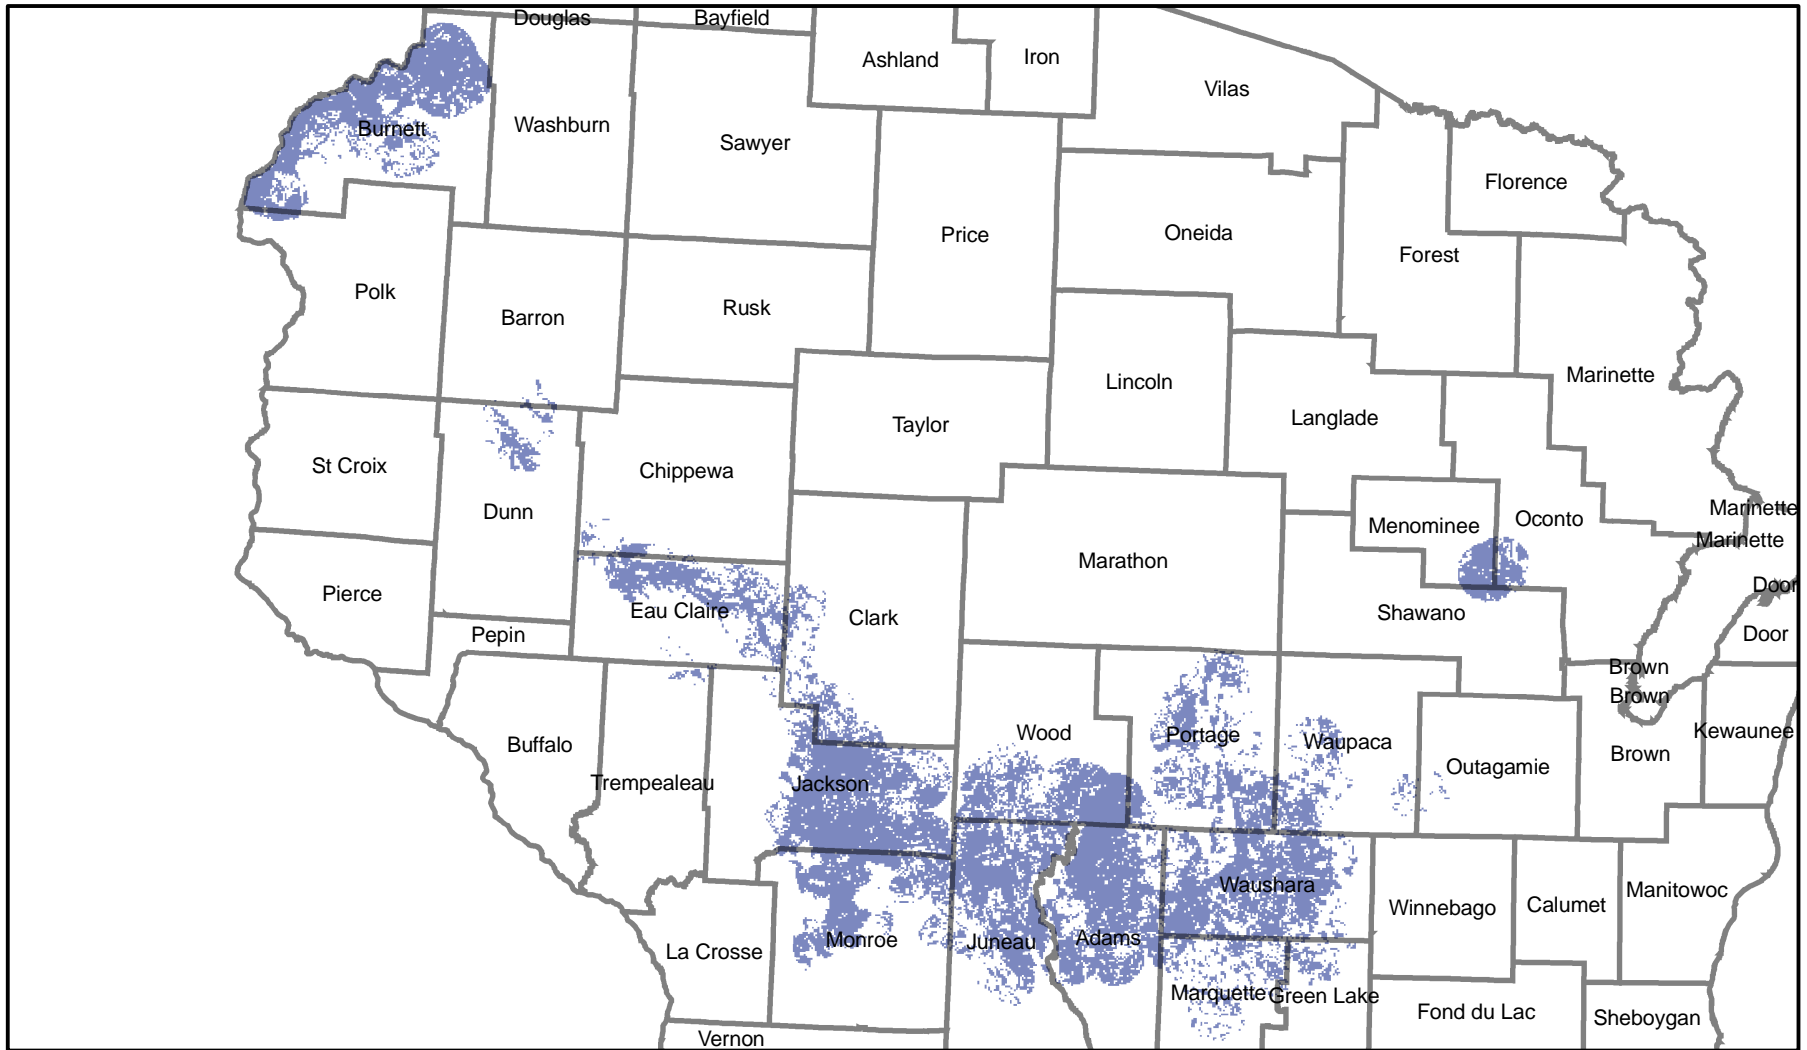 Douglas
Bayfield
Ashland
Iron
Vilas
Burnett
Washburn
Sawyer
Florence
Price
Oneida
Forest
Polk
Barron
Rusk
Lincoln
Marinette
Taylor
Langlade
St Croix
Chippewa
Dunn
Menominee
Oconto
Marinette
Marinette
Marathon
Door
Pierce
Eau Claire
Clark
Shawano
Pepin
Door
Brown
Brown
Buffalo
Wood
Portage
Waupaca
Kewaunee
Brown
Outagamie
Trempealeau
Jackson
Waushara
Manitowoc
Winnebago
Calumet
La Crosse
Monroe
Juneau
Adams
Marquette
Green Lake
Fond du Lac
Sheboygan
Vernon